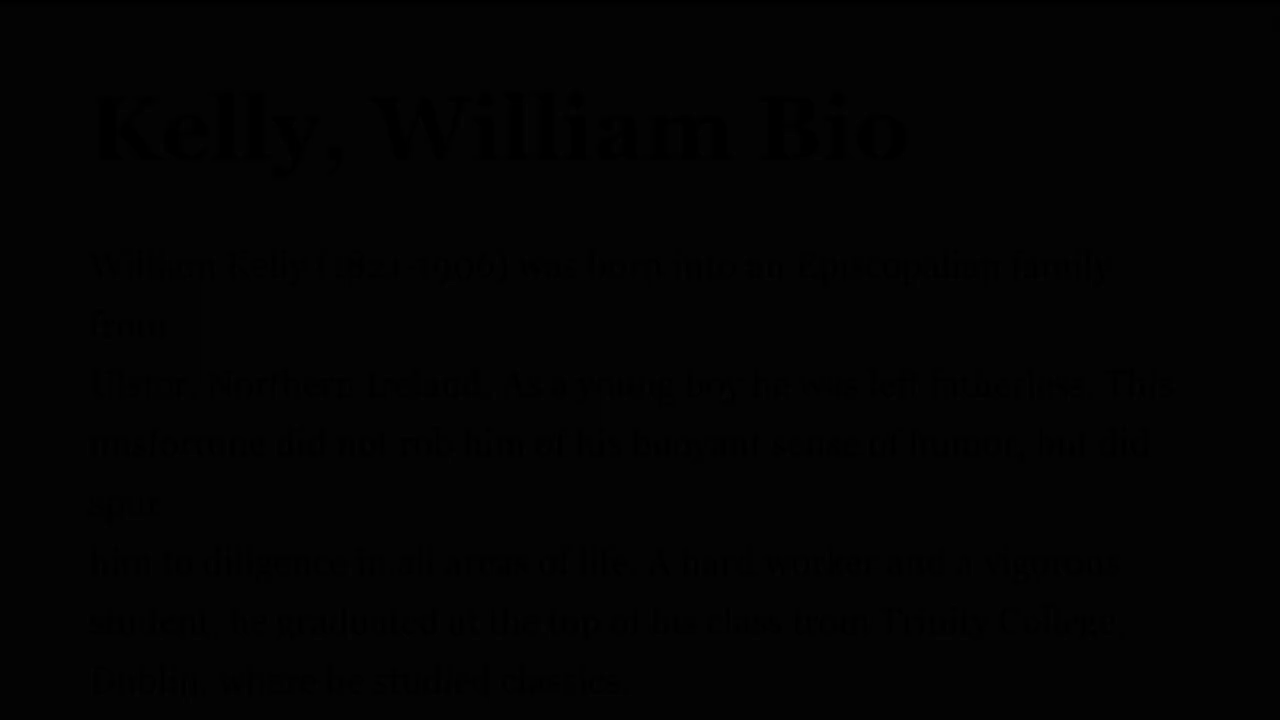 Kelly, William Bio
William Kelly (1821-1906) was born into an Episcopalian family
from
Ulster, Northern Ireland. As a young boy he was left fatherless. This
misfortune did not rob him of his buoyant sense of humor, but did
spur
him to diligence in all areas of life. A hard worker and a vigorous
student, he graduated at the top of his class from Trinity College,
Dublin, where he studied classics.